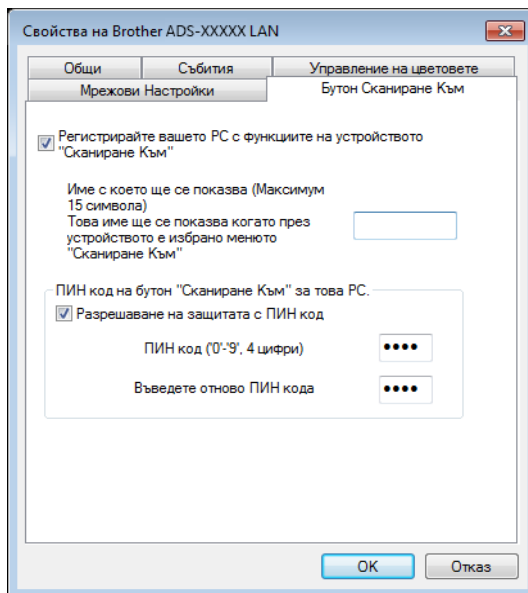 Свойства на Brother ADS-XXXXX LAN
Общи
Събития
Управление на цветовете
Мрежови Настройки
Бутон Сканиране Към
Регистрирайте вашето РС с функциите на устройството
"Сканиране Към"
Име с което ще се показва (Максимум
15 символа)
Това име ще се показва когато през
устройството е избрано менюто
"Сканиране Към"
ПИН код на бутон "Сканиране Към" за това РС.
Разрешаване на защитата с ПИН код
ПИН код ('0'-'9', 4 цифри)
••••
Въведете отново ПИН кода
••••
OK
Отказ